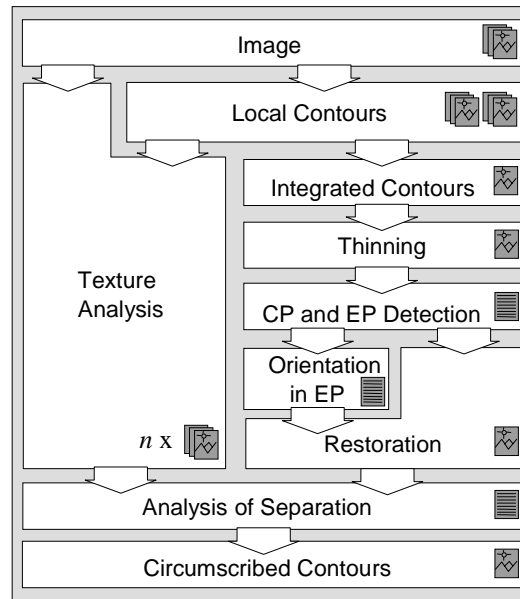 Image
Local Contours
Integrated Contours
Thinning
Texture
Analysis
CP and EP Detection
Orientation
in EP
n x
Restoration
Analysis of Separation
Circumscribed Contours